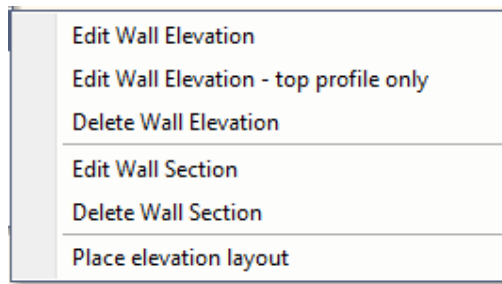 Edit Wall Elevation
Edit Wall Elevation - top profile only
Delete Wall Elevation
Edit Wall Section
Delete Wall Section
Place elevation layout